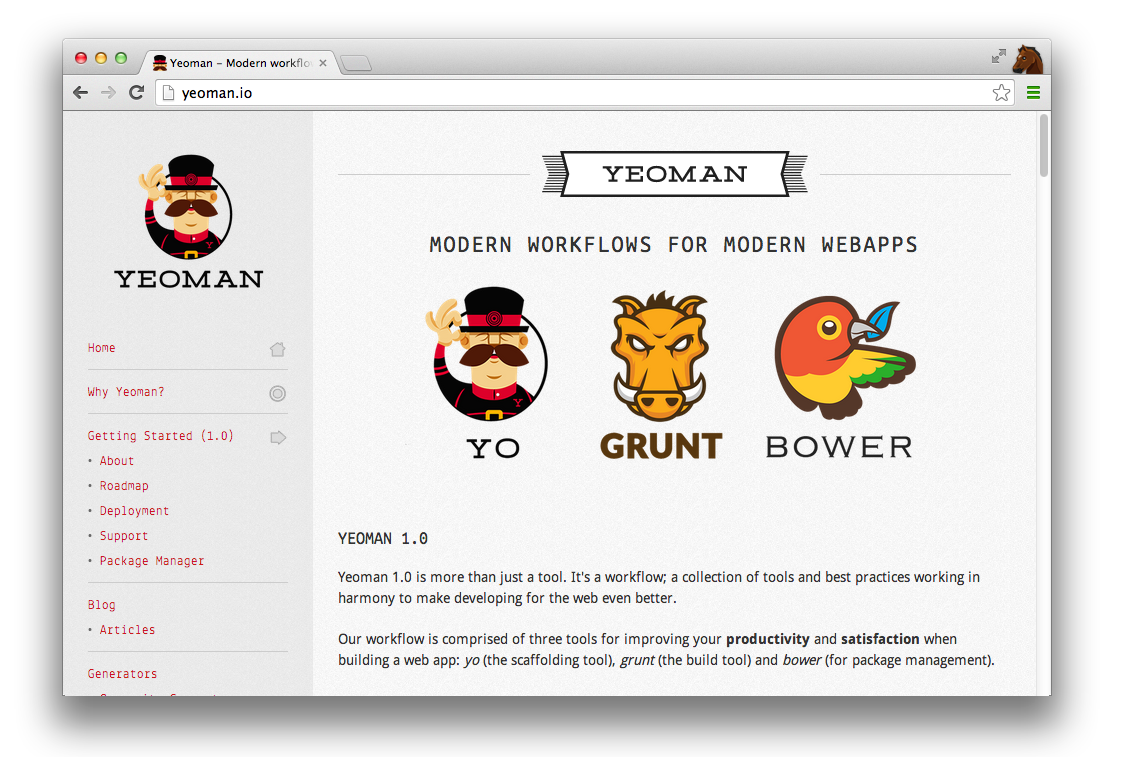 Yeoman – Modern workflo
yeoman.io
YEOMAN
Home
Why Yeoman?
Getting Started (1.0)
• About
• Roadmap
• Deployment
• Support
• Package Manager
Blog
• Articles
Generators
YEOMAN
MODERN WORKFLOWS FOR MODERN WEBAPPS
YO
GRUNT
BOWER
YEOMAN 1.0
Yeoman 1.0 is more than just a tool. It's a workflow; a collection of tools and best practices working in
harmony to make developing for the web even better.
Our workflow is comprised of three tools for improving your productivity and satisfaction when
building a web app: yo (the scaffolding tool), grunt (the build tool) and bower (for package management).